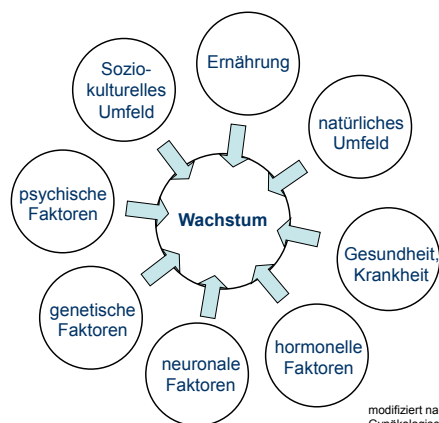 Ernährung
natürliches
Umfeld
Gesundheit,
Krankheit
hormonelle
Faktoren
neuronale
Faktoren
genetische
Faktoren
psychische
Faktoren
Sozio-
kulturelles
Umfeld
Wachstum
modifiziert na